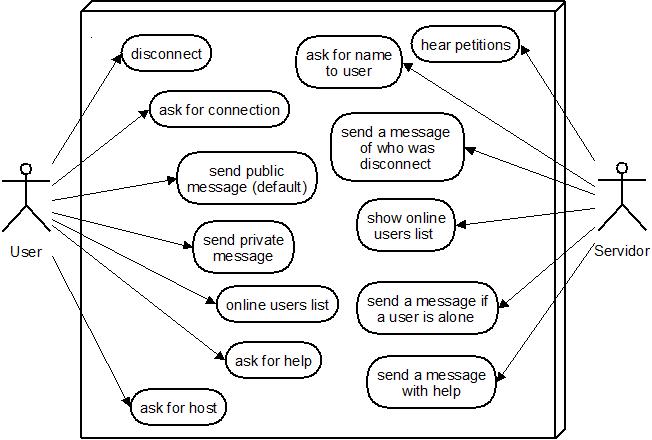 disconnect
ask for connection
send public
message (default)
send private
message
online users list
ask for help
ask for host
User
hear petitions
ask for name
to user
send a message
of who was
disconnect
show online
users list
send a message if
a user is alone
send a message
with help
Servidor